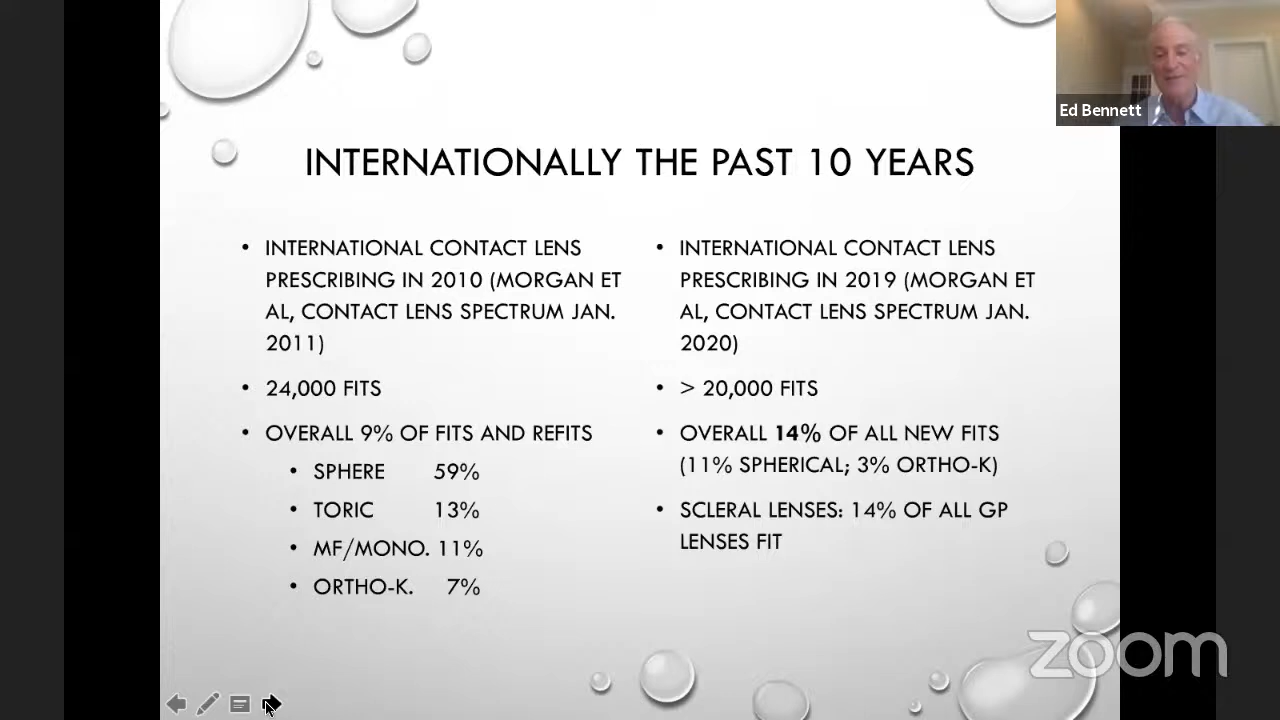 Ed Bennett
INTERNATIONALLY THE PAST 10 YEARS
• INTERNATIONAL CONTACT LENS
PRESCRIBING IN 2010 (MORGAN ET
AL, CONTACT LENS SPECTRUM JAN.
2011)
• 24,000 FITS
• OVERALL 9% OF FITS AND REFITS
• SPHERE 59%
• TORIC 13%
• MF/MONO. 11%
• ORTHO-K. 7%
• INTERNATIONAL CONTACT LENS
PRESCRIBING IN 2019 (MORGAN ET
AL, CONTACT LENS SPECTRUM JAN.
2020)
• > 20,000 FITS
• OVERALL 14% OF ALL NEW FITS
(11% SPHERICAL; 3% ORTHO-K)
• SCLERAL LENSES: 14% OF ALL GP
LENSES FIT
zoom